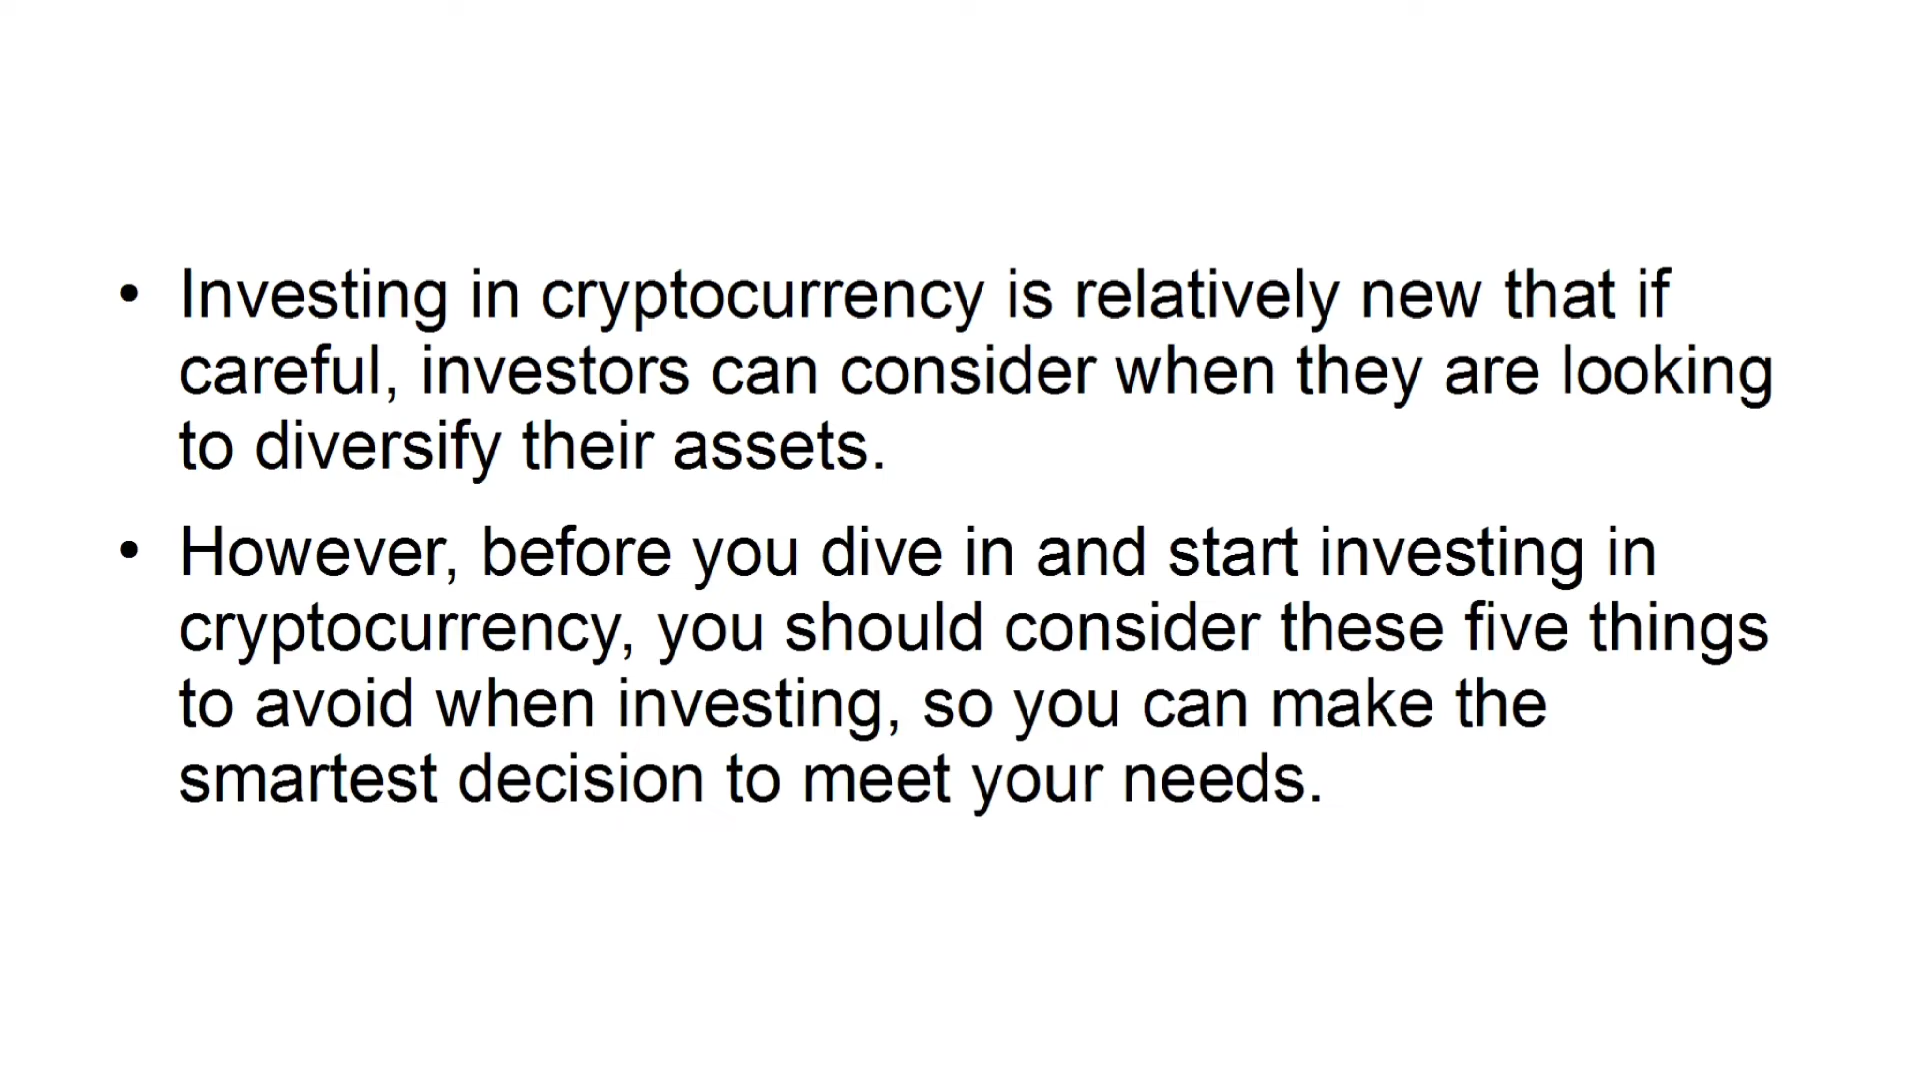 • Investing in cryptocurrency is relatively new that if
careful, investors can consider when they are looking
to diversify their assets.
• However, before you dive in and start investing in
cryptocurrency, you should consider these five things
to avoid when investing, so you can make the
smartest decision to meet your needs.